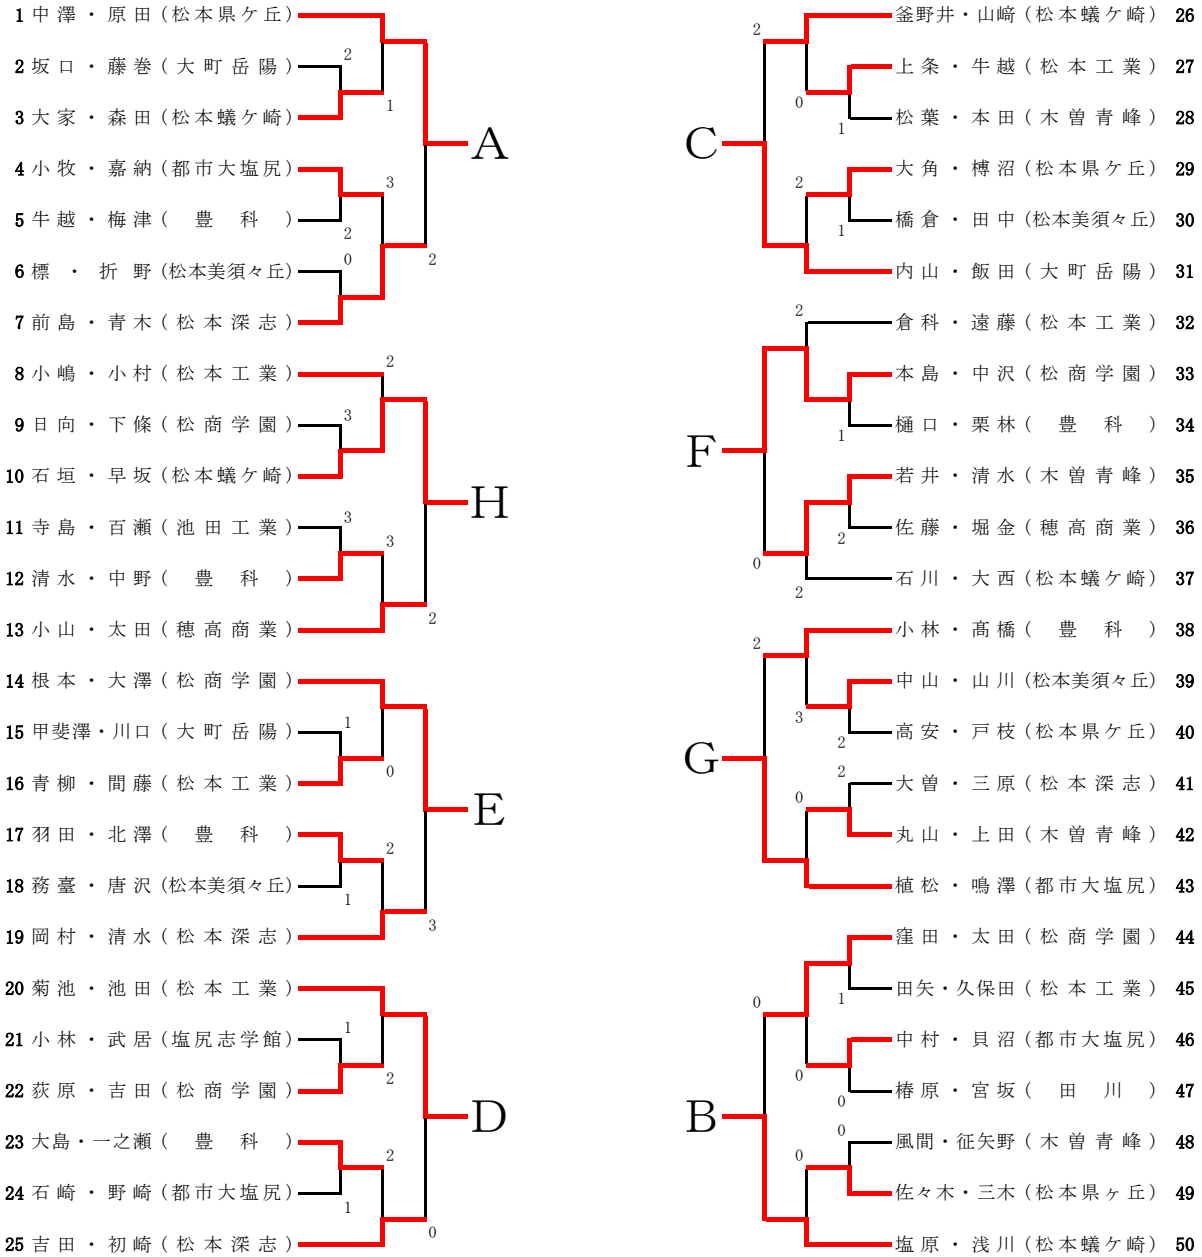 1 中澤・原田(松本県ケ丘)
2
2 坂口・藤巻(大町岳陽)
1
3 大家・森田(松本蟻ケ崎)
A
4 小牧・嘉納(都市大塩尻)
3
5 牛越・梅津(豊科)
2
0
2
6 標・折野(松本美須々丘)
7 前島・青木(松本深志)
8 小嶋・小村(松本工業)
2
3
9 日向・下條(松商学園)
10 石垣・早坂(松本蟻ケ崎)
H
11 寺島・百瀬(池田工業)
3
3
12 清水・中野(豊科)
2
13 小山・太田(穂高商業)
14 根本・大澤(松商学園)
1
15 甲斐澤・川口(大町岳陽)
0
16 青柳・間藤(松本工業)
E
17 羽田・北澤(豊科)
2
18 務臺・唐沢(松本美須々丘)
1
3
19 岡村・清水(松本深志)
20 菊池・池田(松本工業)
1
21 小林・武居(塩尻志学館)
2
22 荻原・吉田(松商学園)
D
23 大島・一之瀬(豊科)
2
24 石崎・野崎(都市大塩尻)
1
0
25 吉田・初崎(松本深志)
釜野井・山﨑(松本蟻ケ崎) 26
2
上条・牛越(松本工業) 27
0
松葉・本田(木曽青峰) 28
1
C
大角・榑沼(松本県ケ丘) 29
2
橋倉・田中(松本美須々丘) 30
1
内山・飯田(大町岳陽) 31
2
倉科・遠藤(松本工業) 32
本島・中沢(松商学園) 33
樋口・栗林(豊科) 34
1
F
若井・清水(木曽青峰) 35
佐藤・堀金(穂高商業) 36
2
0
石川・大西(松本蟻ケ崎) 37
2
小林・髙橋(豊科) 38
2
中山・山川(松本美須々丘) 39
3
高安・戸枝(松本県ケ丘) 40
2
G
大曽・三原(松本深志) 41
2
0
丸山・上田(木曽青峰) 42
植松・鳴澤(都市大塩尻) 43
窪田・太田(松商学園) 44
田矢・久保田(松本工業) 45
1
0
中村・貝沼(都市大塩尻) 46
0
椿原・宮坂(田川) 47
0
B
風間・征矢野(木曽青峰) 48
0
0
佐々木・三木(松本県ヶ丘) 49
塩原・浅川(松本蟻ケ崎) 50